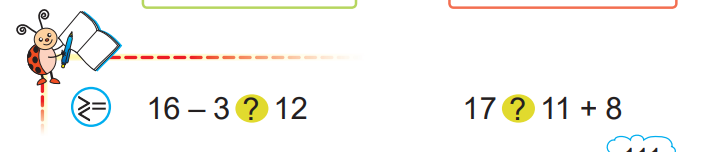 ≷= 16 – 3 ? 12 17 ? 11 + 8